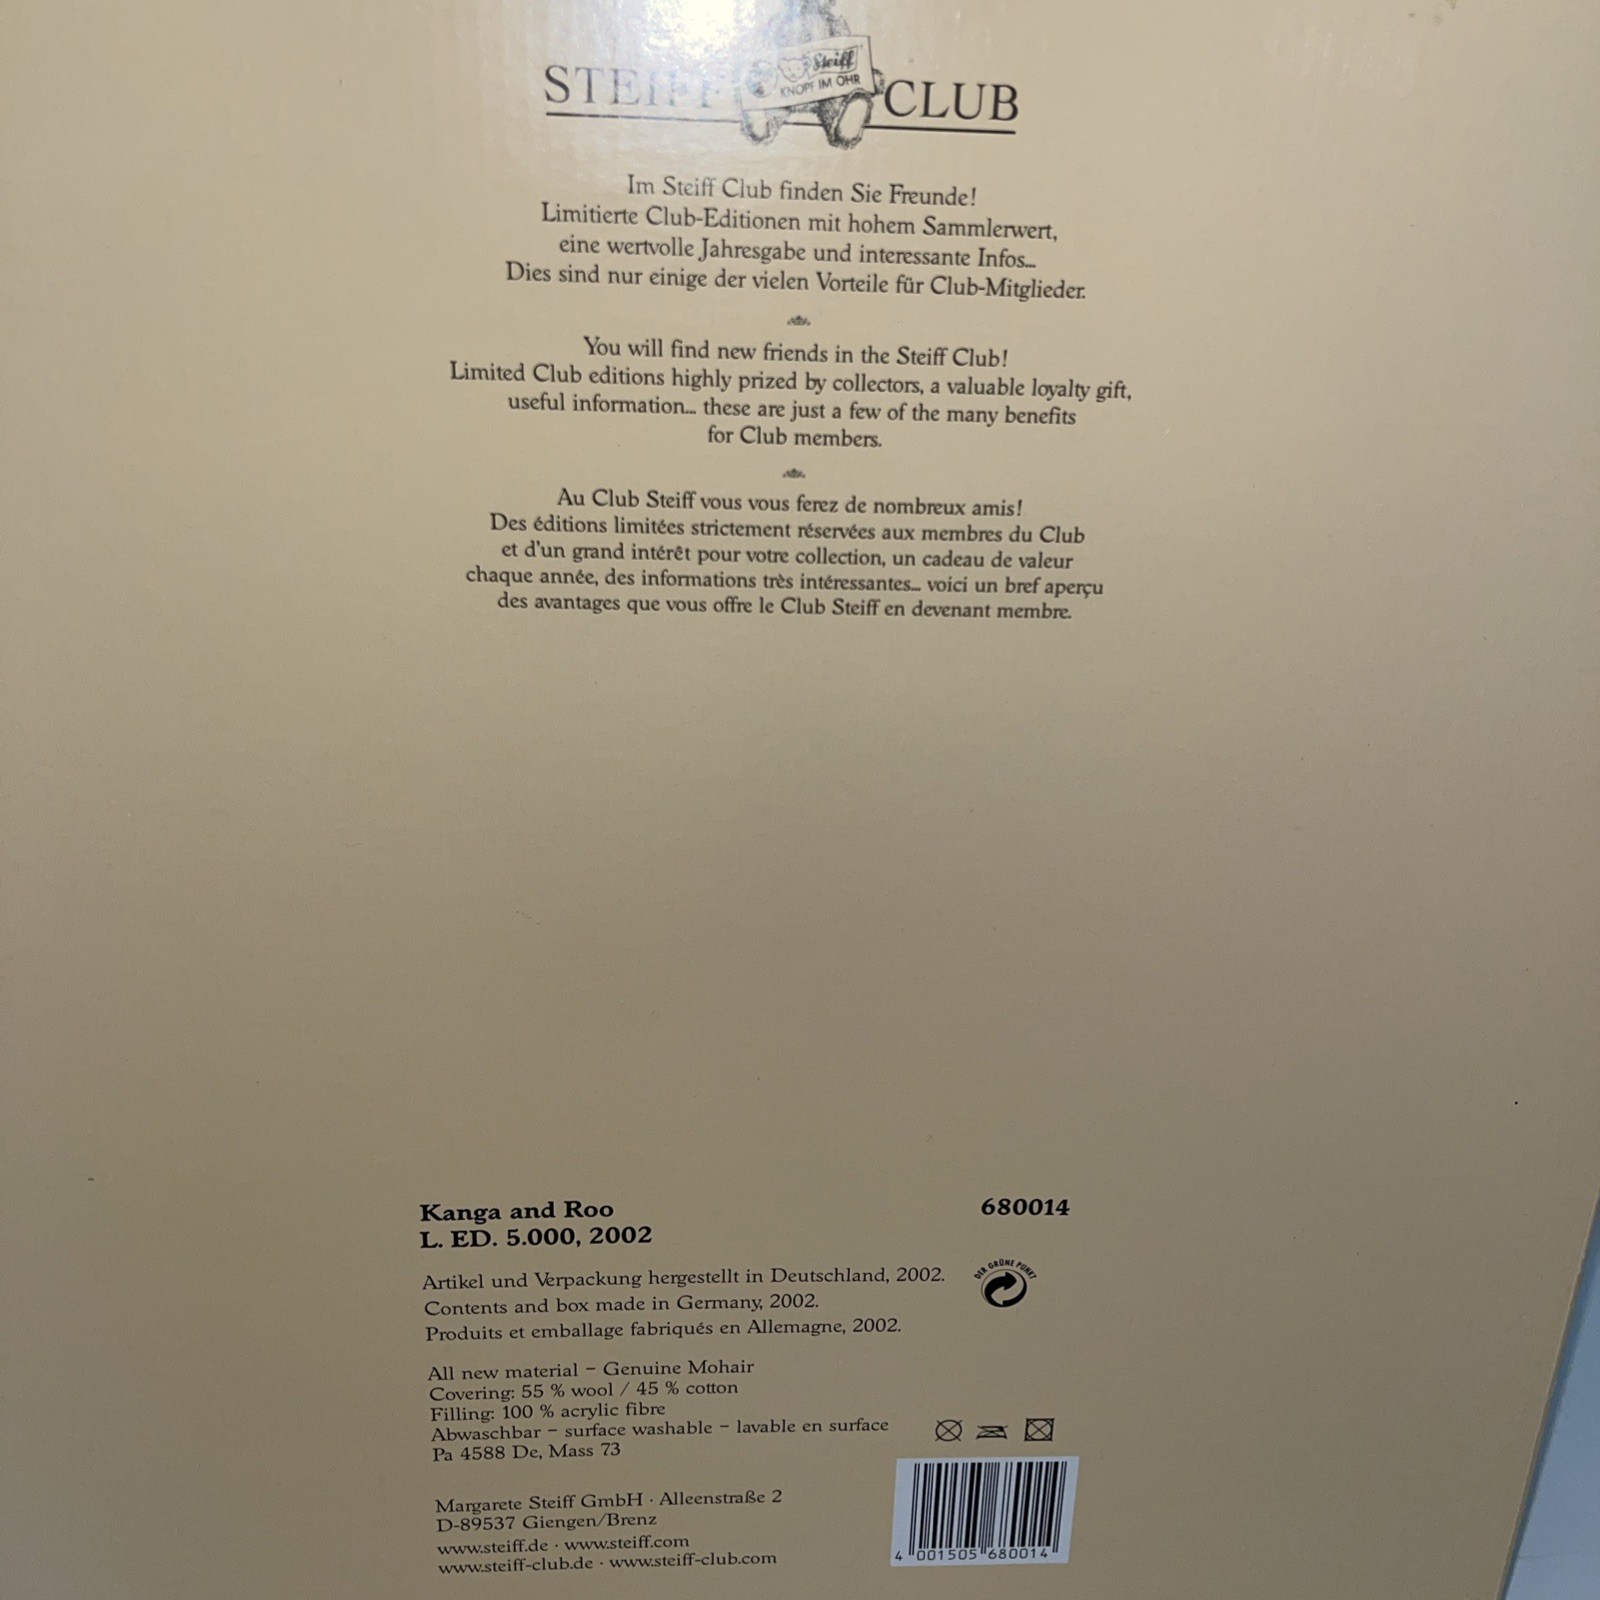 STEIFF CLUB
Steiff
KNOPF IM OHR
Im Steiff Club finden Sie Freunde!
Limitierte Club-Editionen mit hohem Sammlerwert,
eine wertvolle Jahresgabe und interessante Infos...
Dies sind nur einige der vielen Vorteile für Club-Mitglieder.
You will find new friends in the Steiff Club!
Limited Club editions highly prized by collectors, a valuable loyalty gift,
useful information... these are just a few of the many benefits
for Club members.
Au Club Steiff vous vous ferez de nombreux amis!
Des éditions limitées strictement réservées aux membres du Club
et d'un grand intérêt pour votre collection, un cadeau de valeur
chaque année, des informations très intéressantes... voici un bref aperçu
des avantages que vous offre le Club Steiff en devenant membre.
Kanga and Roo 680014
L. ED. 5.000, 2002
DER GRÜNE PUNKT
Artikel und Verpackung hergestellt in Deutschland, 2002.
Contents and box made in Germany, 2002.
Produits et emballage fabriqués en Allemagne, 2002.
All new material – Genuine Mohair
Covering: 55 % wool / 45 % cotton
Filling: 100 % acrylic fibre
Abwaschbar – surface washable – lavable en surface
Pa 4588 De, Mass 73
Margarete Steiff GmbH · Alleenstraße 2
D-89537 Giengen/Brenz
www.steiff.de · www.steiff.com
www.steiff-club.de · www.steiff-club.com
4 001505 680014